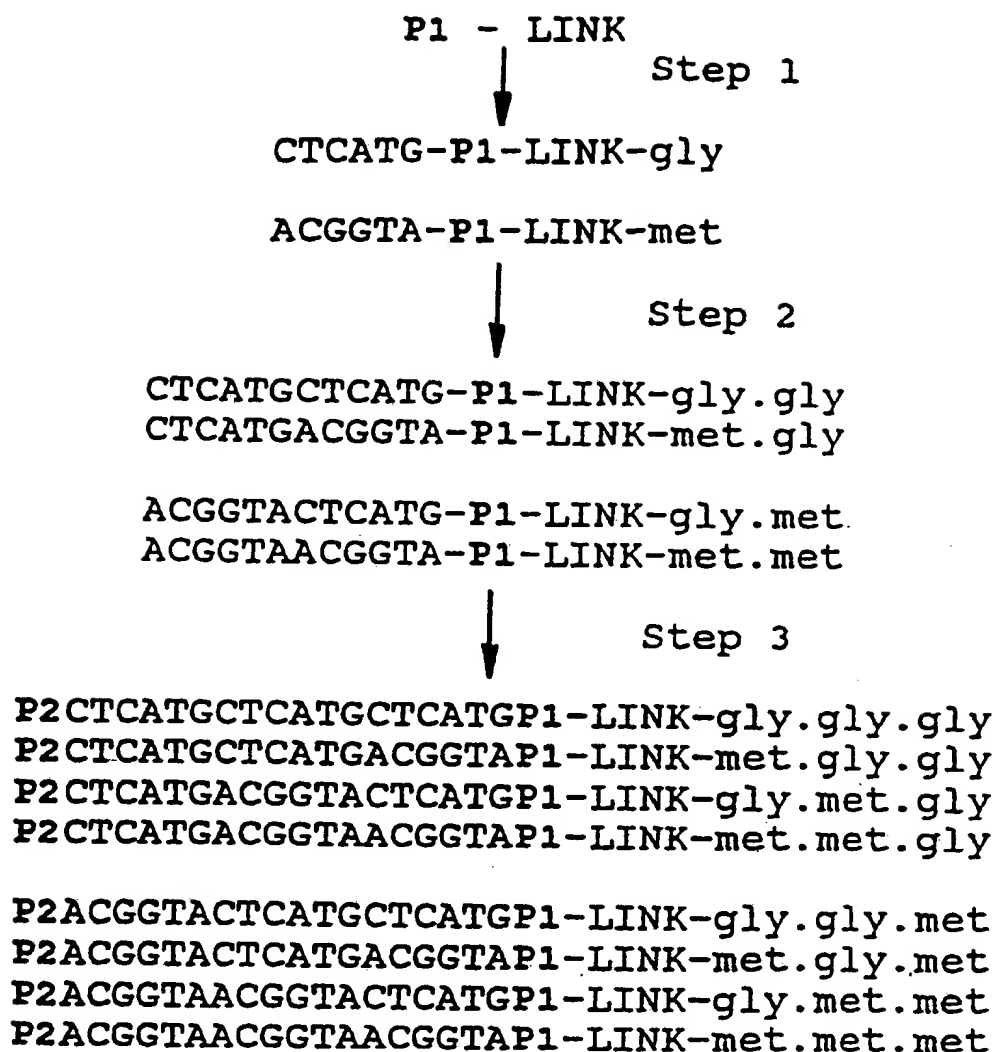 P1 - LINK
Step 1
CTCATG-P1-LINK-gly
ACGGTA-P1-LINK-met
Step 2
CTCATGCTCATG-P1-LINK-gly.gly
CTCATGACGGTA-P1-LINK-met.gly
ACGGTACTCATG-P1-LINK-gly.met
ACGGTAACGGTA-P1-LINK-met.met
Step 3
P2CTCATGCTCATGCTCATGP1-LINK-gly.gly.gly
P2CTCATGCTCATGACGGTAP1-LINK-met.gly.gly
P2CTCATGACGGTACTCATGP1-LINK-gly.met.gly
P2CTCATGACGGTAACGGTAP1-LINK-met.met.gly
P2ACGGTACTCATGCTCATGP1-LINK-gly.gly.met
P2ACGGTACTCATGACGGTAP1-LINK-met.gly.met
P2ACGGTAACGGTACTCATGP1-LINK-gly.met.met
P2ACGGTAACGGTAACGGTAP1-LINK-met.met.met